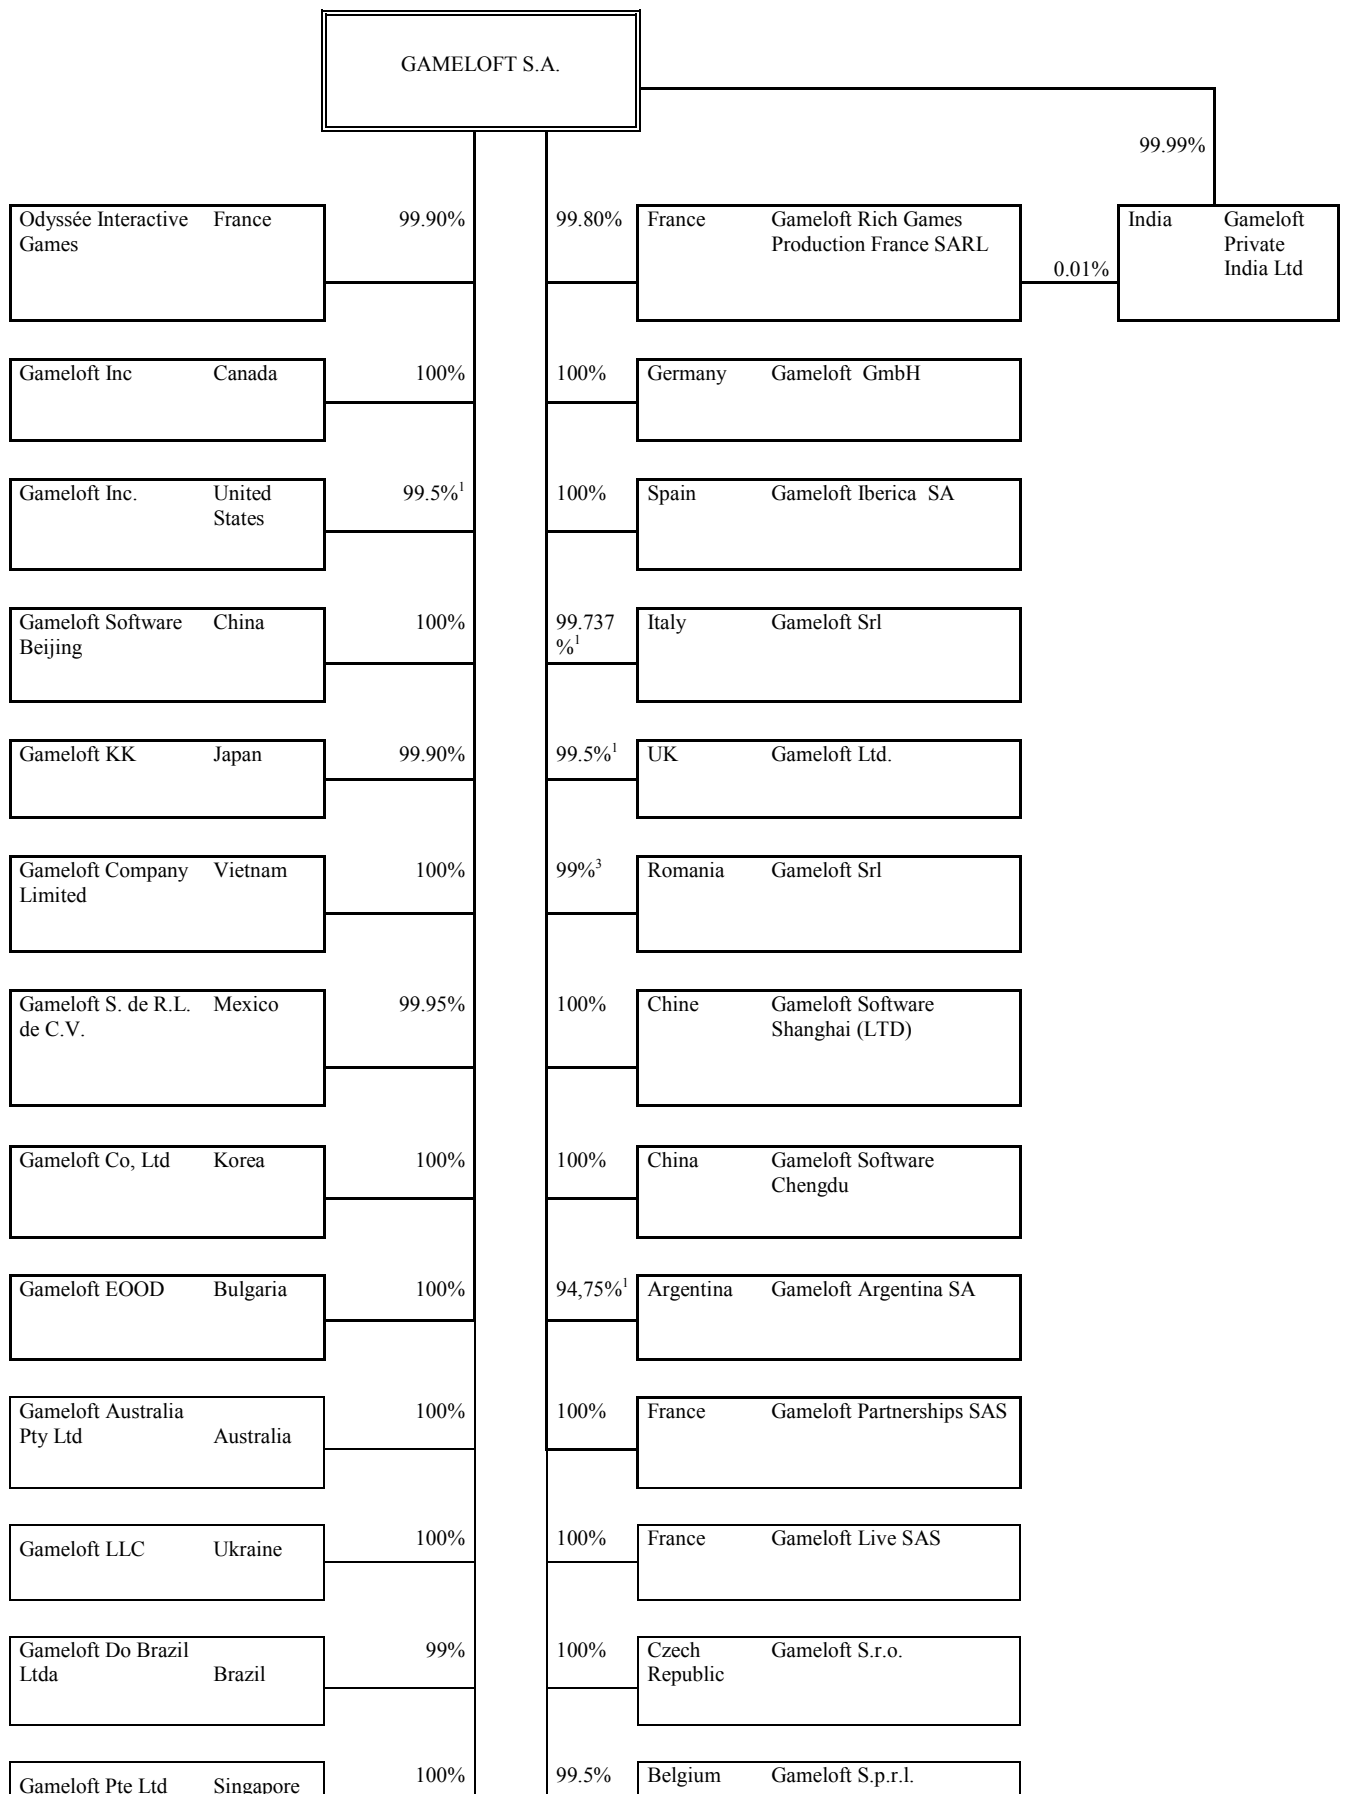 GAMELOFT S.A.
99.99%
Odyssée Interactive France 99.90% 99.80% France Gameloft Rich Games India Gameloft
Games Production France SARL Private
0.01% India Ltd
Gameloft Inc Canada 100% 100% Germany Gameloft GmbH
Gameloft Inc. United 99.5%1 100% Spain Gameloft Iberica SA
States
Gameloft Software China 100% 99.737 Italy Gameloft Srl
Beijing %1
Gameloft KK Japan 99.90% 99.5%1 UK Gameloft Ltd.
Gameloft Company Vietnam 100% 99%3 Romania Gameloft Srl
Limited
Gameloft S. de R.L. Mexico 99.95% 100% Chine Gameloft Software
de C.V. Shanghai (LTD)
Gameloft Co, Ltd Korea 100% 100% China Gameloft Software
Chengdu
Gameloft EOOD Bulgaria 100% 94,75%1 Argentina Gameloft Argentina SA
Gameloft Australia 100% 100% France Gameloft Partnerships SAS
Pty Ltd Australia
Gameloft LLC Ukraine 100% 100% France Gameloft Live SAS
Gameloft Do Brazil 99% 100% Czech Gameloft S.r.o.
Ltda Brazil Republic
Gameloft Pte Ltd Singapore 100% 99.5% Belgium Gameloft S.p.r.l.